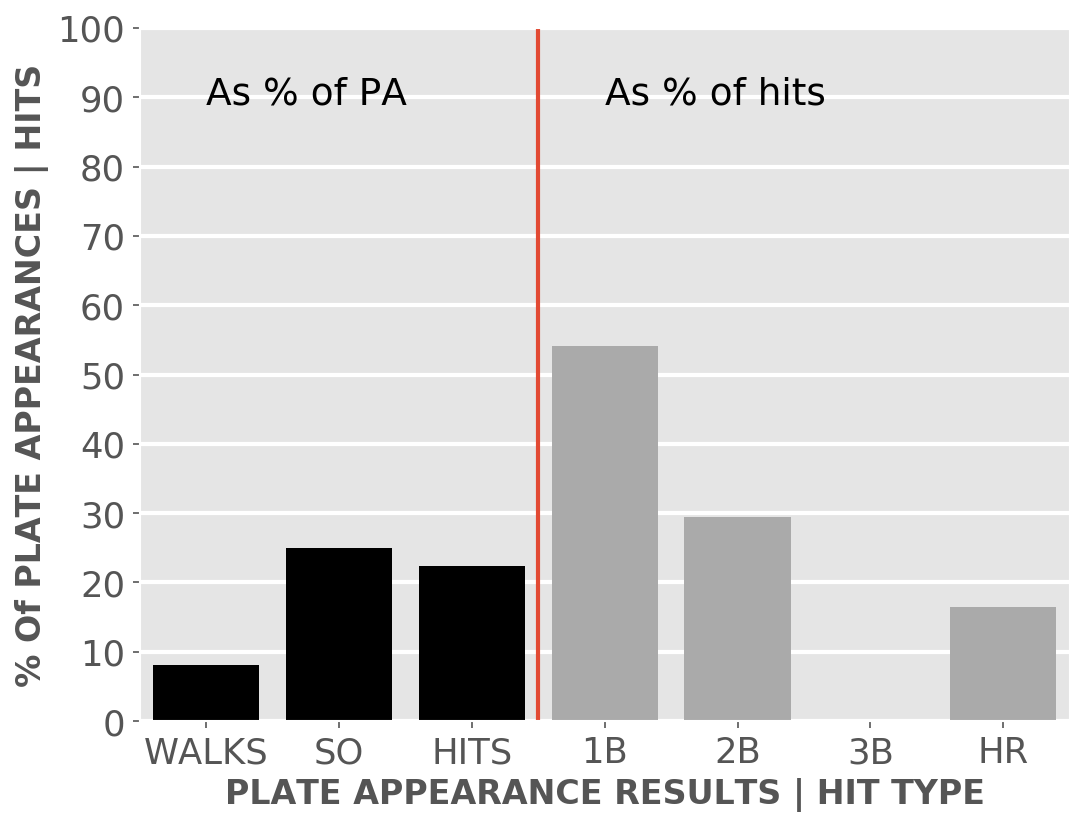 % Of PLATE APPEARANCES | HITS
100
90
80
70
60
50
40
30
20
10
0
As % of PA
As % of hits
WALKS SO HITS 1B 2B 3B HR
PLATE APPEARANCE RESULTS | HIT TYPE